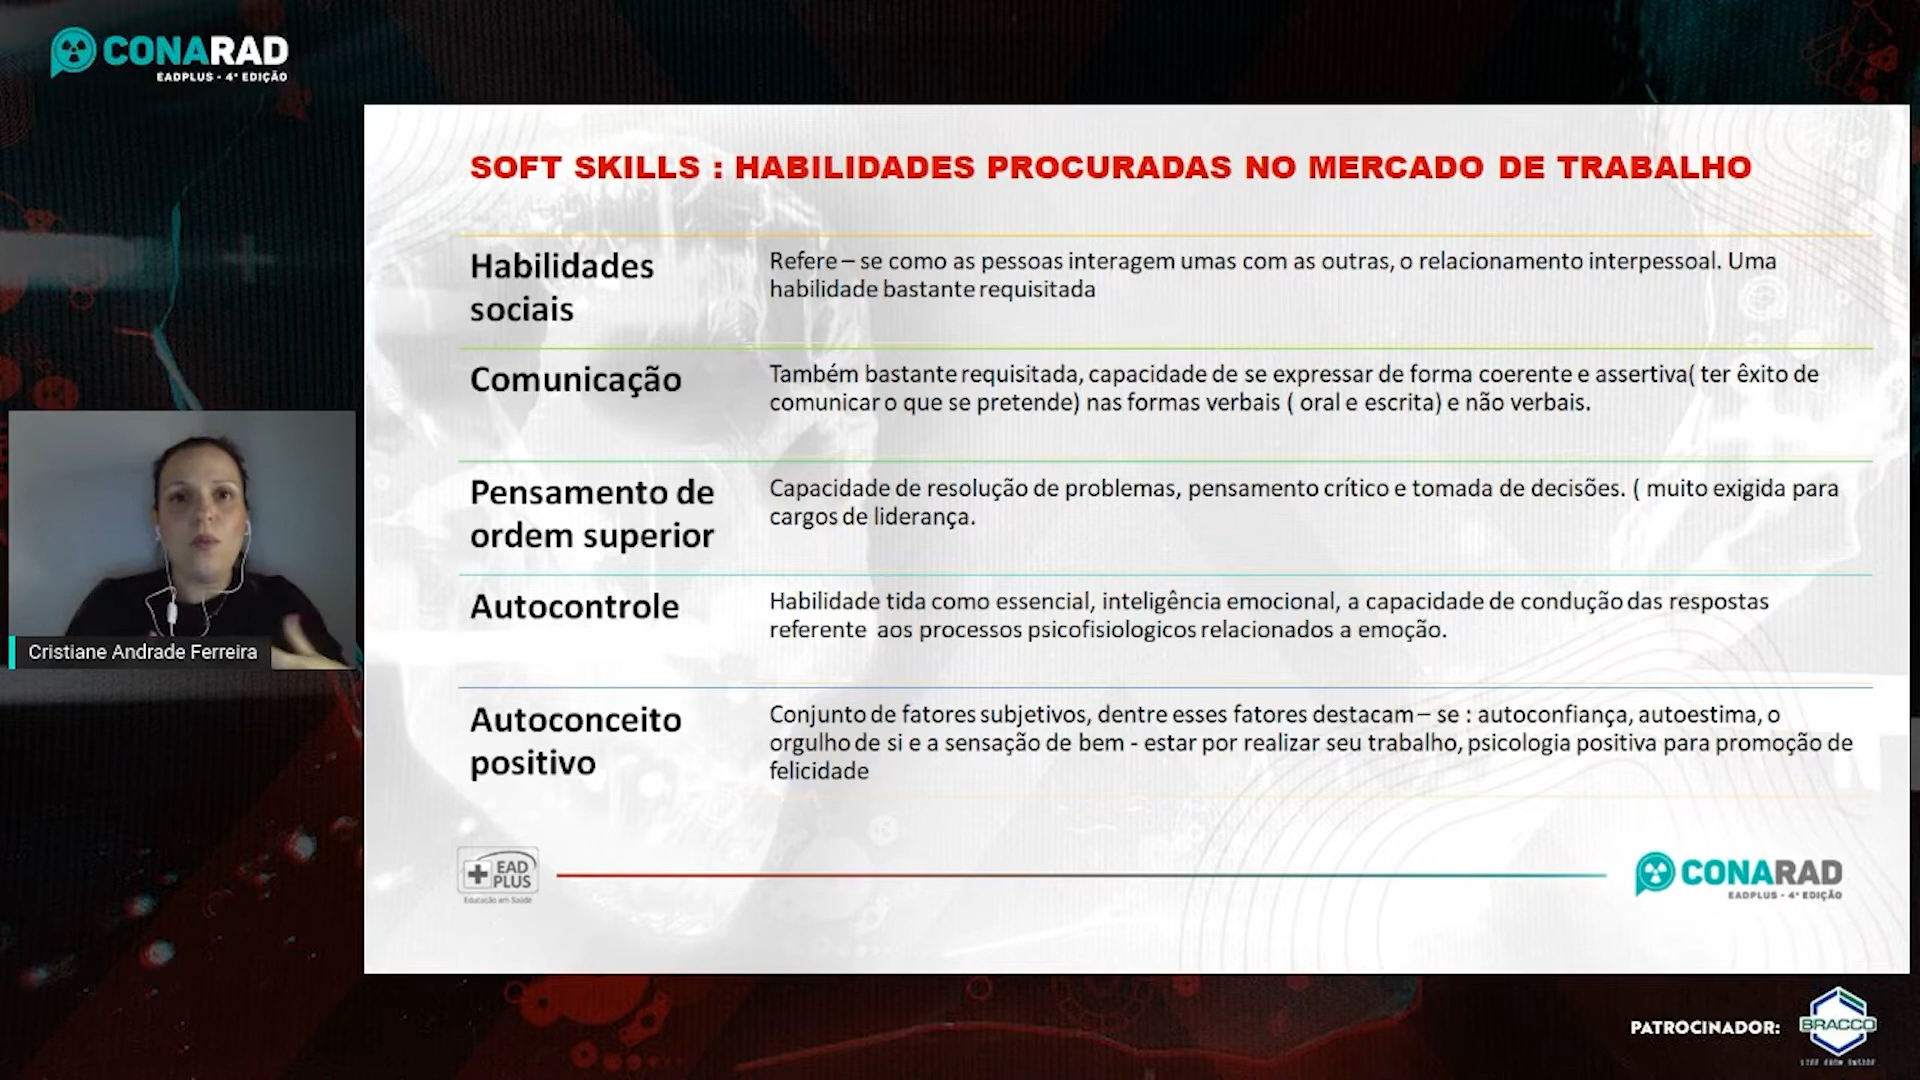 CONARAD
EADPLUS - 4ª EDIÇÃO
SOFT SKILLS : HABILIDADES PROCURADAS NO MERCADO DE TRABALHO
Habilidades
sociais
Refere – se como as pessoas interagem umas com as outras, o relacionamento interpessoal. Uma
habilidade bastante requisitada
Comunicação
Também bastante requisitada, capacidade de se expressar de forma coerente e assertiva( ter êxito de
comunicar o que se pretende) nas formas verbais ( oral e escrita) e não verbais.
Pensamento de
ordem superior
Capacidade de resolução de problemas, pensamento crítico e tomada de decisões. ( muito exigida para
cargos de liderança.
Autocontrole
Habilidade tida como essencial, inteligência emocional, a capacidade de condução das respostas
referente aos processos psicofisiologicos relacionados a emoção.
Autoconceito
positivo
Conjunto de fatores subjetivos, dentre esses fatores destacam – se : autoconfiança, autoestima, o
orgulho de si e a sensação de bem - estar por realizar seu trabalho, psicologia positiva para promoção de
felicidade
Cristiane Andrade Ferreira
EAD
PLUS
Educação em Saúde
CONARAD
EADPLUS - 4ª EDIÇÃO
PATROCINADOR:
BRACCO
LIFE FROM INSIDE